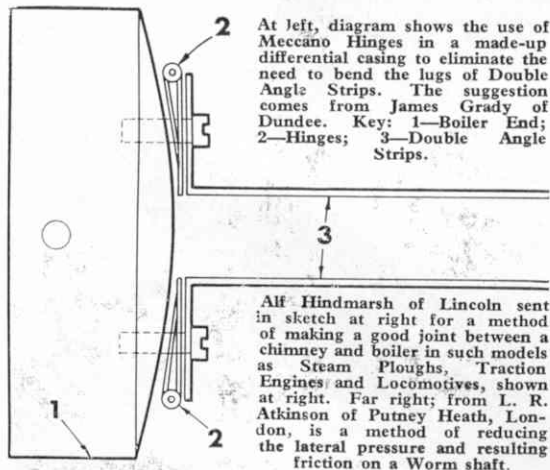 2
At left, diagram shows the use of
Meccano Hinges in a made-up
differential casing to eliminate the
need to bend the lugs of Double
Angle Strips. The suggestion
comes from James Grady of
Dundee. Key: 1—Boiler End;
2—Hinges; 3—Double Angle
Strips.
3
Alf Hindmarsh of Lincoln sent
in sketch at right for a method
of making a good joint between a
chimney and boiler in such models
as Steam Ploughs, Traction
Engines and Locomotives, shown
at right. Far right; from L. R.
Atkinson of Putney Heath, Lon-
don, is a method of reducing
the lateral pressure and resulting
friction on a Worm shaft.
1
2